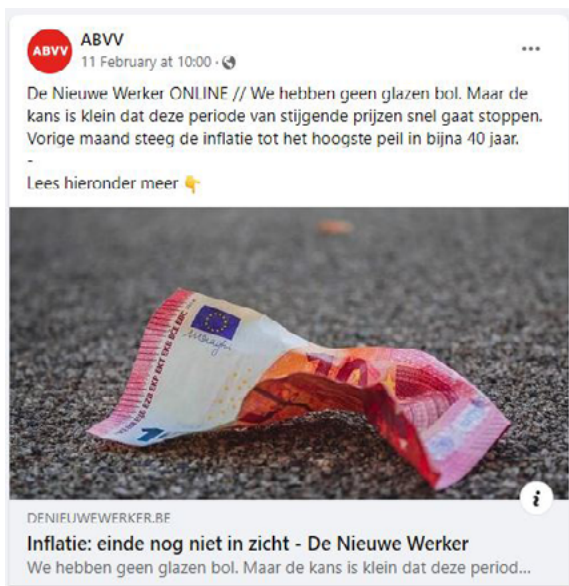 ABVV
ABVV
11 February at 10:00 ·
De Nieuwe Werker ONLINE // We hebben geen glazen bol. Maar de
kans is klein dat deze periode van stijgende prijzen snel gaat stoppen.
Vorige maand steeg de inflatie tot het hoogste peil in bijna 40 jaar.
-
Lees hieronder meer 👇
10
i
DENIEUWEWERKER.BE
Inflatie: einde nog niet in zicht - De Nieuwe Werker
We hebben geen glazen bol. Maar de kans is klein dat deze period...